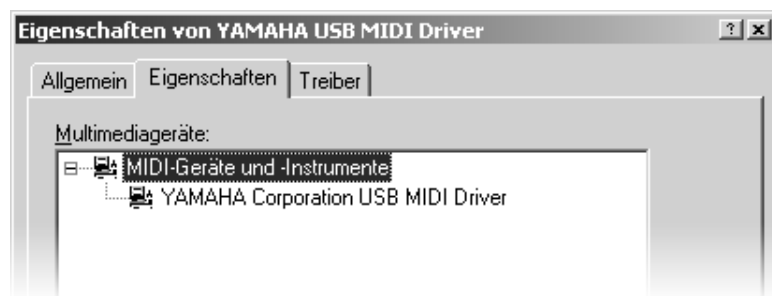 Eigenschaften von YAMAHA USB MIDI Driver
Allgemein Eigenschaften Treiber
Multimediageräte:
MIDI-Geräte und -Instrumente
YAMAHA Corporation USB MIDI Driver